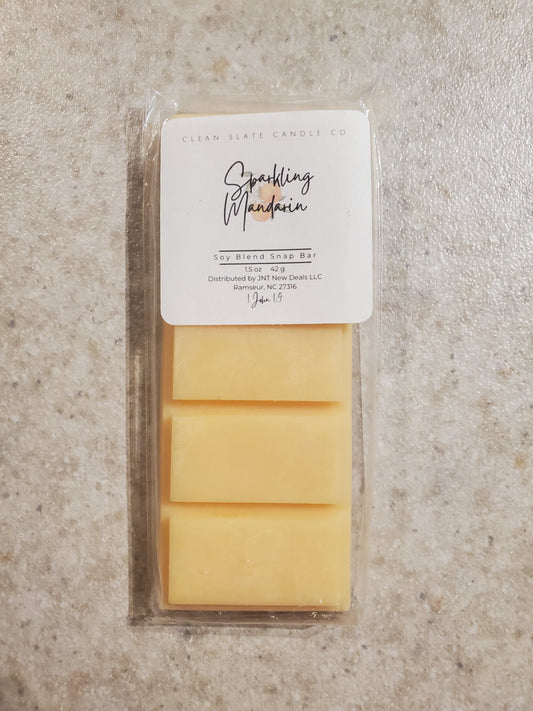 CLEAN SLATE CANDLE CO.
Sparkling
Mandarin
Soy Blend Snap Bar
1.5 oz 42 g
Distributed by JNT New Deals LLC
Ramseur, NC 27316
1 John 1:9